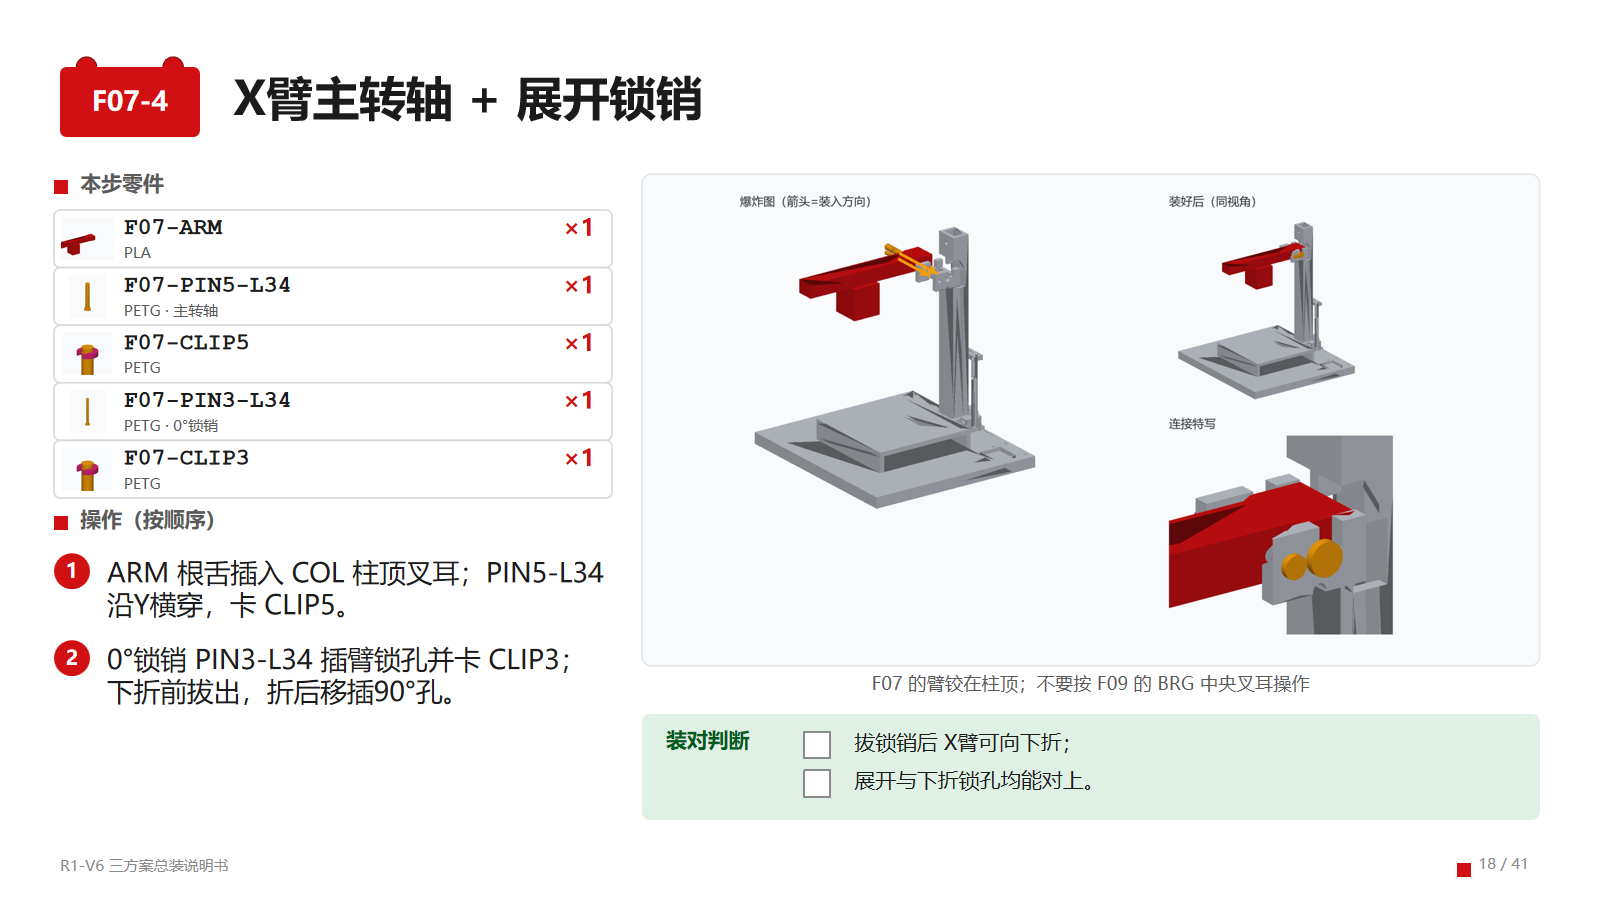 F07-4
X臂主转轴 + 展开锁销
本步零件
F07-ARM ×1
PLA
F07-PIN5-L34 ×1
PETG · 主转轴
F07-CLIP5 ×1
PETG
F07-PIN3-L34 ×1
PETG · 0°锁销
F07-CLIP3 ×1
PETG
操作（按顺序）
1 ARM 根舌插入 COL 柱顶叉耳；PIN5-L34
沿Y横穿，卡 CLIP5。
2 0°锁销 PIN3-L34 插臂锁孔并卡 CLIP3；
下折前拔出，折后移插90°孔。
爆炸图（箭头=装入方向）
装好后（同视角）
连接特写
F07 的臂铰在柱顶；不要按 F09 的 BRG 中央叉耳操作
装对判断
拔锁销后 X臂可向下折；
展开与下折锁孔均能对上。
R1-V6 三方案总装说明书
18 / 41